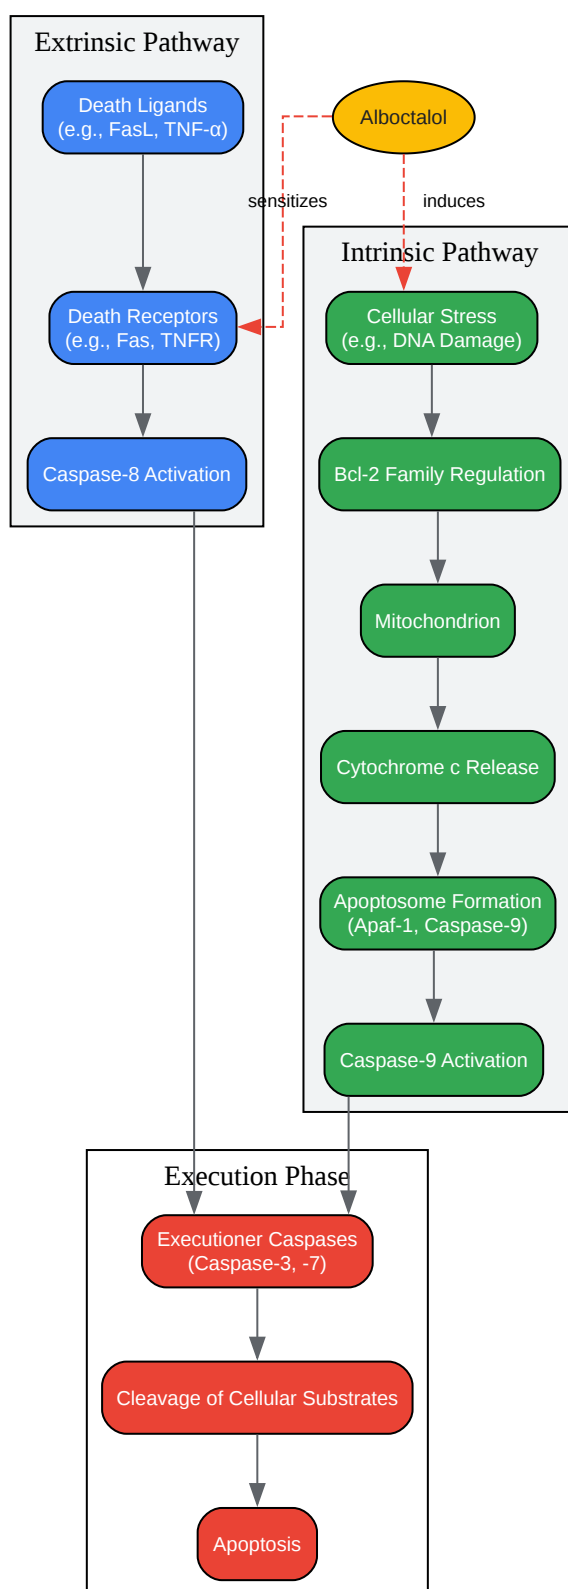 Extrinsic Pathway
Death Ligands
(e.g., FasL, TNF-α)
Alboctalol
sensitizes
induces
Intrinsic Pathway
Death Receptors
(e.g., Fas, TNFR)
Cellular Stress
(e.g., DNA Damage)
Caspase-8 Activation
Bcl-2 Family Regulation
Mitochondrion
Cytochrome c Release
Apoptosome Formation
(Apaf-1, Caspase-9)
Caspase-9 Activation
Execution Phase
Executioner Caspases
(Caspase-3, -7)
Cleavage of Cellular Substrates
Apoptosis